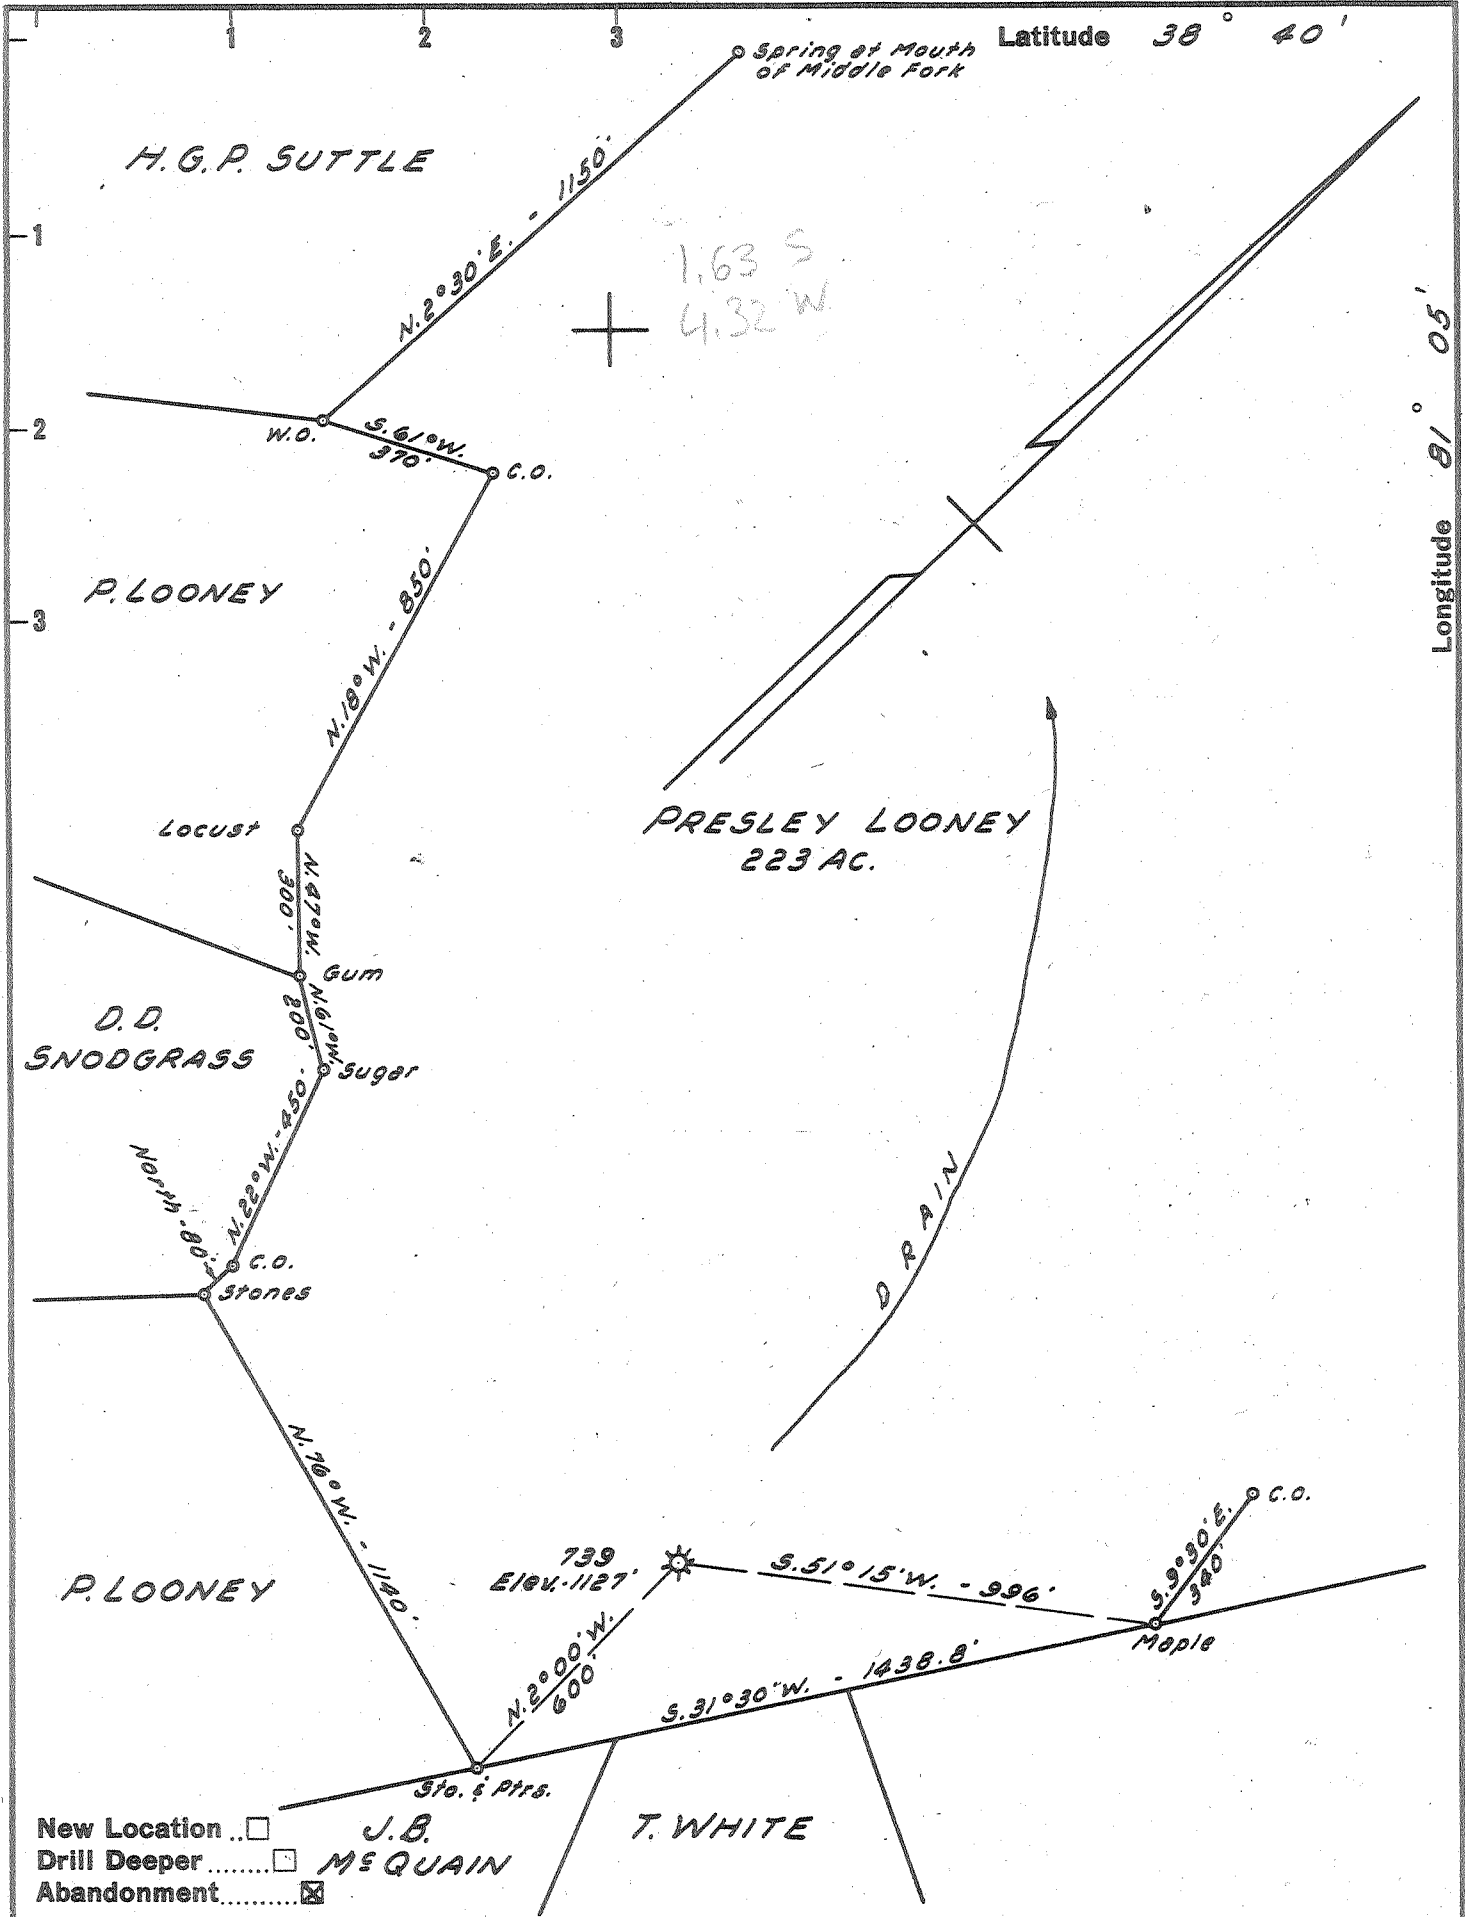 1
2
3
Latitude 38° 40'
Spring at Mouth
of Middle Fork
H.G.P. SUTTLE
N.2°30'E. - 1150'
1
1.63 S
4.32 W
Longitude 81° 05'
2
W.O.
S.61°W.
370'
C.O.
P. LOONEY
3
N.18°W. - 850'
Locust
PRESLEY LOONEY
223 AC.
N.47°W.
300'
Gum
D.D.
SNODGRASS
N.61°W.
200'
Sugar
N.22°W. - 450'
North - 80'
C.O.
Stones
DRAIN
N.76°W. - 1140'
C.O.
739
Elev. - 1127'
S.51°15'W. - 996'
S.9°30'E.
340'
P. LOONEY
Maple
N.2°00'W.
600'
S.31°30'W. - 1438.8'
Sto. & Ptrs.
New Location .. ☐
J.B.
T. WHITE
Drill Deeper ........ ☐
McQUAIN
Abandonment .......... ☒